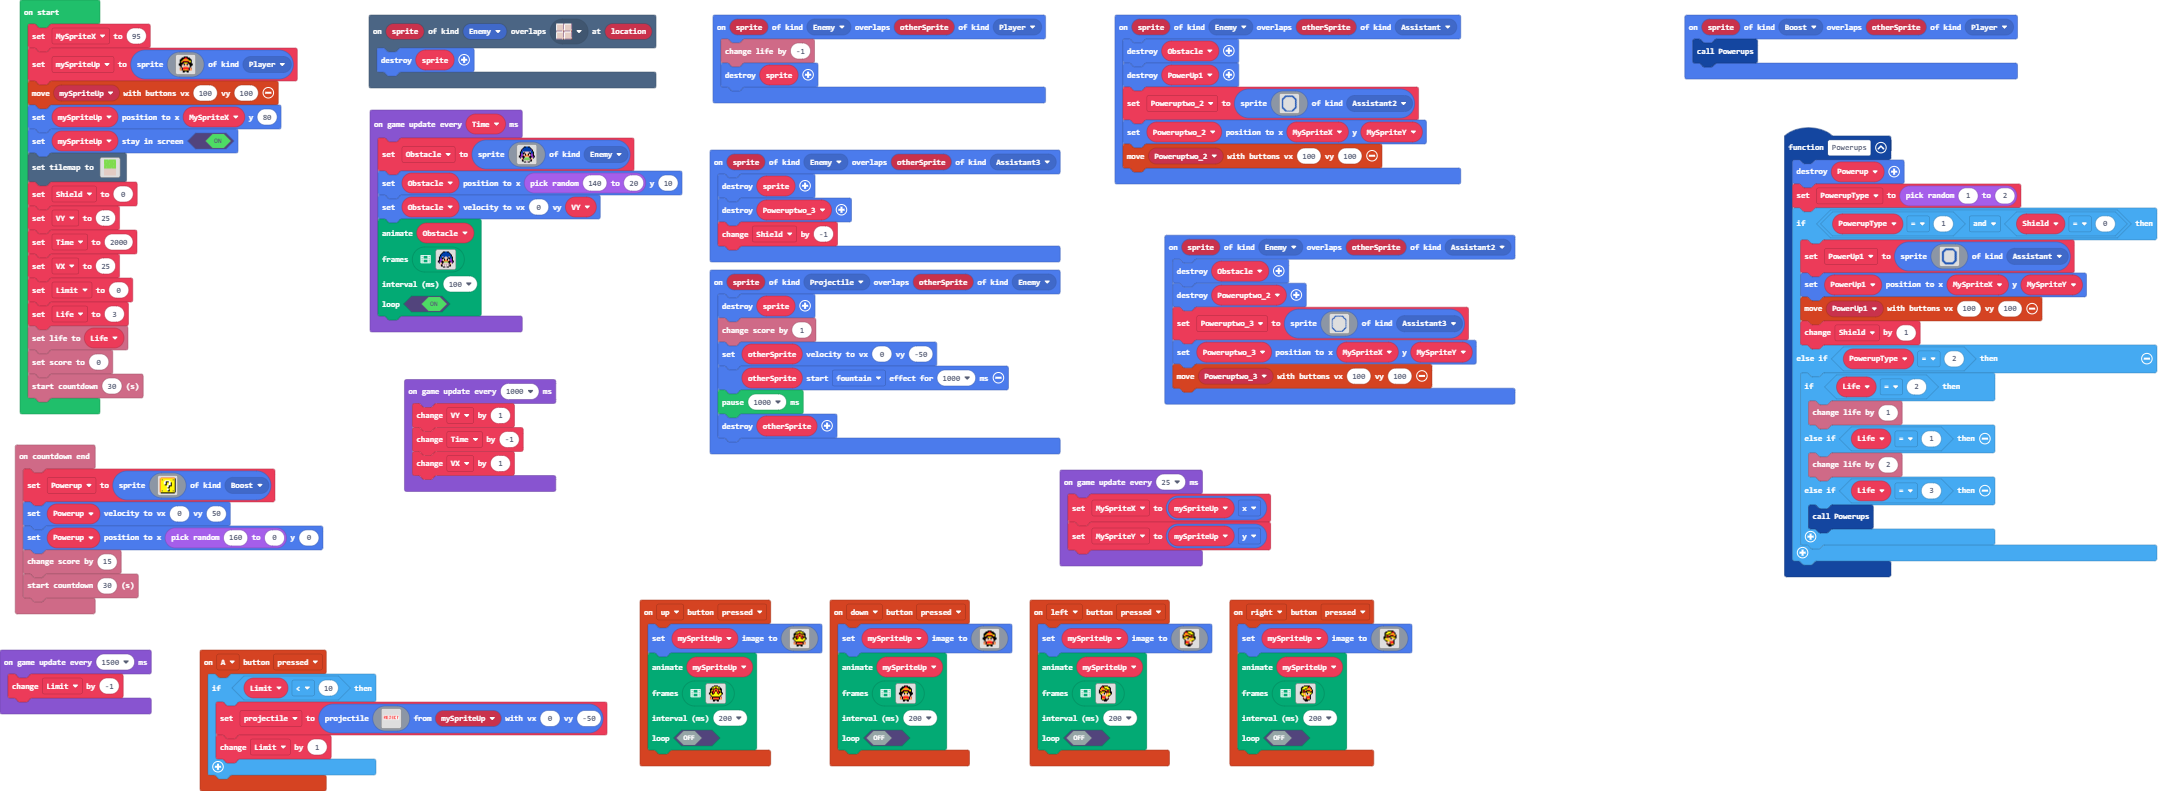 on start
set MySpriteX to 95
set mySpriteUp to sprite of kind Player
move mySpriteUp with buttons vx 100 vy 100
set mySpriteUp position to x MySpriteX y 80
set mySpriteUp stay in screen ON
set tilemap to
set Shield to 0
set VY to 25
set Time to 2000
set VX to 25
set Limit to 0
set Life to 3
set life to Life
set score to 0
start countdown 30 (s)
on countdown end
set Powerup to sprite of kind Boost
set Powerup velocity to vx 0 vy 50
set Powerup position to x pick random 160 to 0 y 0
change score by 15
start countdown 30 (s)
on game update every 1500 ms
change Limit by -1
on A button pressed
if Limit < 10 then
set projectile to projectile from mySpriteUp with vx 0 vy -50
change Limit by 1
on sprite of kind Enemy overlaps at location
destroy sprite
on game update every Time ms
set Obstacle to sprite of kind Enemy
set Obstacle position to x pick random 140 to 20 y 10
set Obstacle velocity to vx 0 vy VY
animate Obstacle
frames
interval (ms) 100
loop ON
on game update every 1000 ms
change VY by 1
change Time by -1
change VX by 1
on sprite of kind Enemy overlaps otherSprite of kind Player
change life by -1
destroy sprite
on sprite of kind Enemy overlaps otherSprite of kind Assistant3
destroy sprite
destroy Poweruptwo_3
change Shield by -1
on sprite of kind Projectile overlaps otherSprite of kind Enemy
destroy sprite
change score by 1
set otherSprite velocity to vx 0 vy -50
otherSprite start fountain effect for 1000 ms
pause 1000 ms
destroy otherSprite
on sprite of kind Enemy overlaps otherSprite of kind Assistant
destroy Obstacle
destroy PowerUp1
set Poweruptwo_2 to sprite of kind Assistant2
set Poweruptwo_2 position to x MySpriteX y MySpriteY
move Poweruptwo_2 with buttons vx 100 vy 100
on sprite of kind Enemy overlaps otherSprite of kind Assistant2
destroy Obstacle
destroy Poweruptwo_2
set Poweruptwo_3 to sprite of kind Assistant3
set Poweruptwo_3 position to x MySpriteX y MySpriteY
move Poweruptwo_3 with buttons vx 100 vy 100
on game update every 25 ms
set MySpriteX to mySpriteUp x
set MySpriteY to mySpriteUp y
on up button pressed
set mySpriteUp image to
animate mySpriteUp
frames
interval (ms) 200
loop OFF
on down button pressed
set mySpriteUp image to
animate mySpriteUp
frames
interval (ms) 200
loop OFF
on left button pressed
set mySpriteUp image to
animate mySpriteUp
frames
interval (ms) 200
loop OFF
on right button pressed
set mySpriteUp image to
animate mySpriteUp
frames
interval (ms) 200
loop OFF
on sprite of kind Boost overlaps otherSprite of kind Player
call Powerups
function Powerups
destroy Powerup
set PowerupType to pick random 1 to 2
if PowerupType = 1 and Shield = 0 then
set PowerUp1 to sprite of kind Assistant
set PowerUp1 position to x MySpriteX y MySpriteY
move PowerUp1 with buttons vx 100 vy 100
change Shield by 1
else if PowerupType = 2 then
if Life = 2 then
change life by 1
else if Life = 1 then
change life by 2
else if Life = 3 then
call Powerups